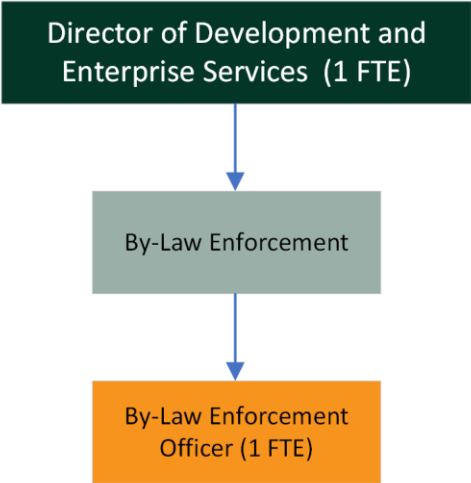 Director of Development and
Enterprise Services (1 FTE)
By-Law Enforcement
By-Law Enforcement
Officer (1 FTE)